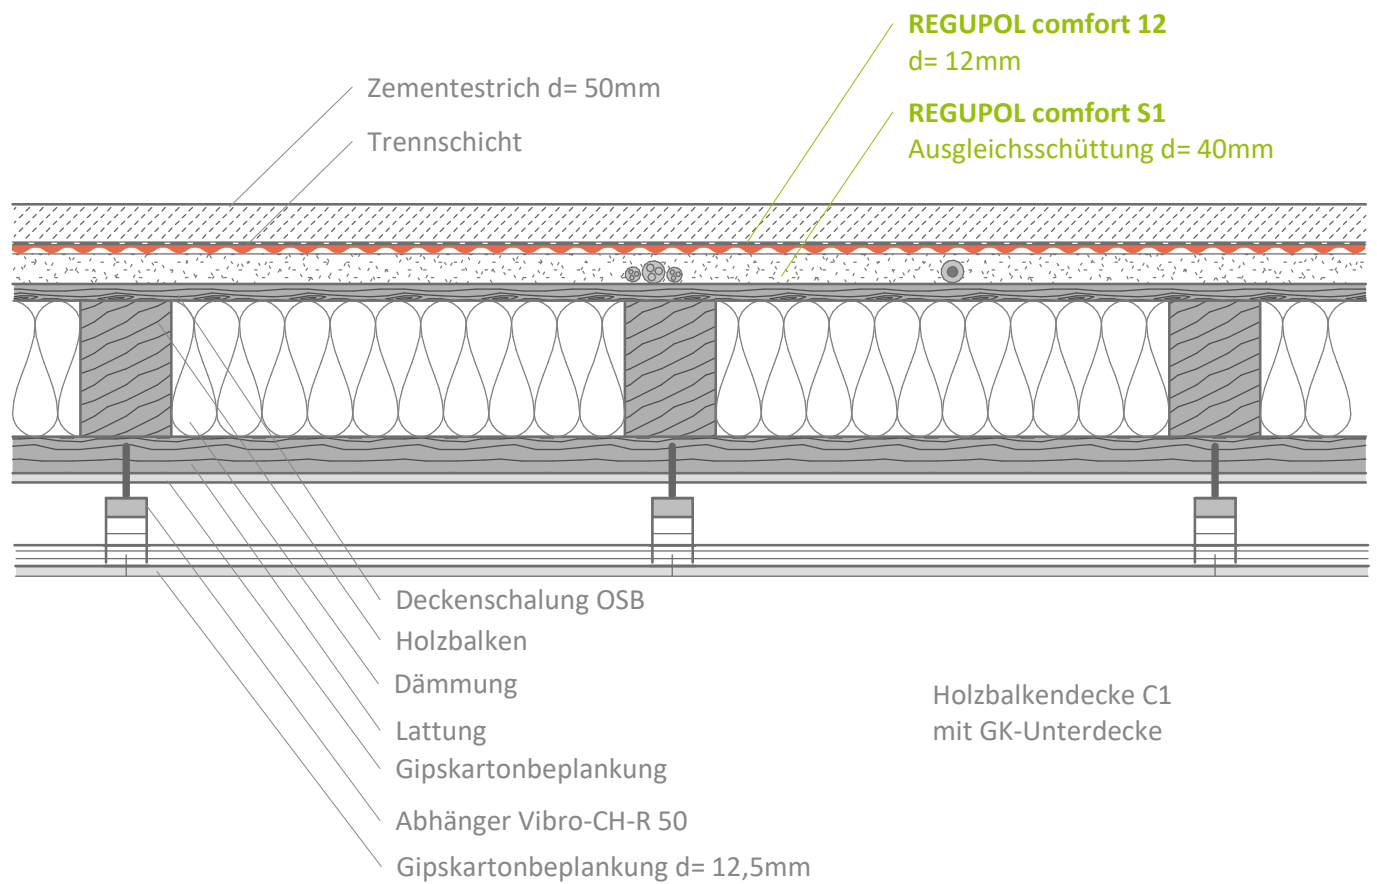 REGUPOL comfort 12
d= 12mm
Zementestrich d= 50mm
REGUPOL comfort S1
Trennschicht
Ausgleichsschüttung d= 40mm
Deckenschalung OSB
Holzbalken
Dämmung
Lattung
Gipskartonbeplankung
Abhänger Vibro-CH-R 50
Gipskartonbeplankung d= 12,5mm
Holzbalkendecke C1
mit GK-Unterdecke